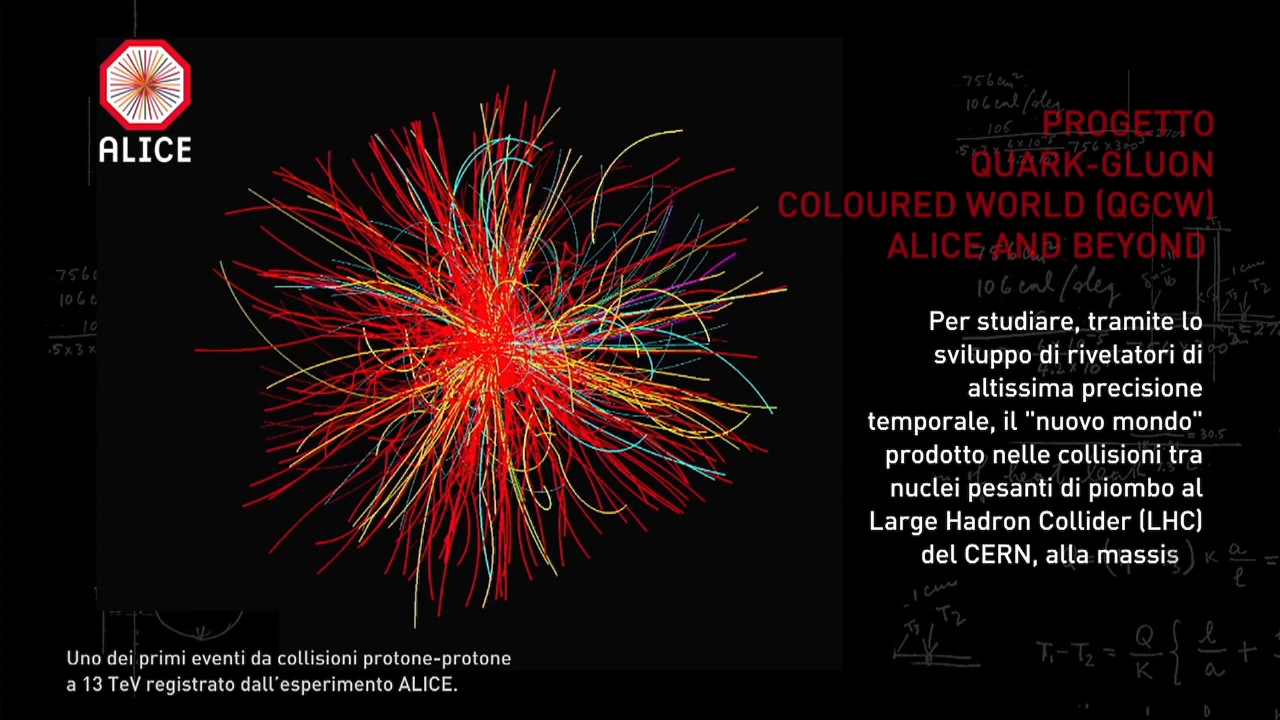 ALICE
PROGETTO
QUARK-GLUON
COLOURED WORLD (QGCW)
ALICE AND BEYOND
Per studiare, tramite lo
sviluppo di rivelatori di
altissima precisione
temporale, il "nuovo mondo"
prodotto nelle collisioni tra
nuclei pesanti di piombo al
Large Hadron Collider (LHC)
del CERN, alla massis
Uno dei primi eventi da collisioni protone-protone
a 13 TeV registrato dall'esperimento ALICE.